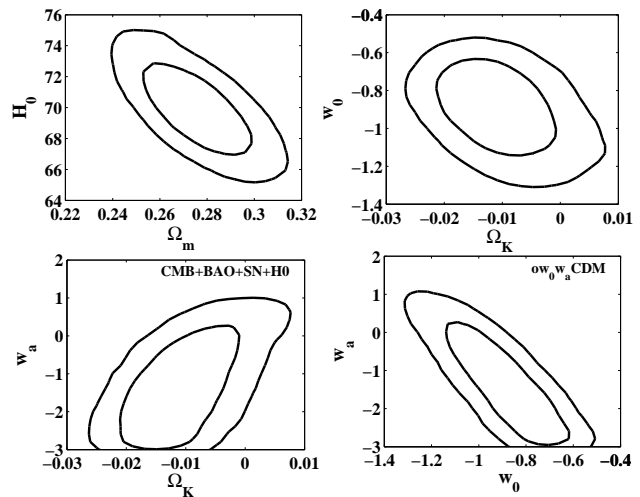 76
74
72
70
68
66
64
H0
0.22 0.24 0.26 0.28 0.3 0.32
Ωm
−0.4
−0.6
−0.8
−1
−1.2
−1.4
w0
−0.03 −0.02 −0.01 0 0.01
ΩK
CMB+BAO+SN+H0
2
1
0
−1
−2
−3
wa
−0.03 −0.02 −0.01 0 0.01
ΩK
ow0waCDM
2
1
0
−1
−2
−3
wa
−1.4 −1.2 −1 −0.8 −0.6 −0.4
w0